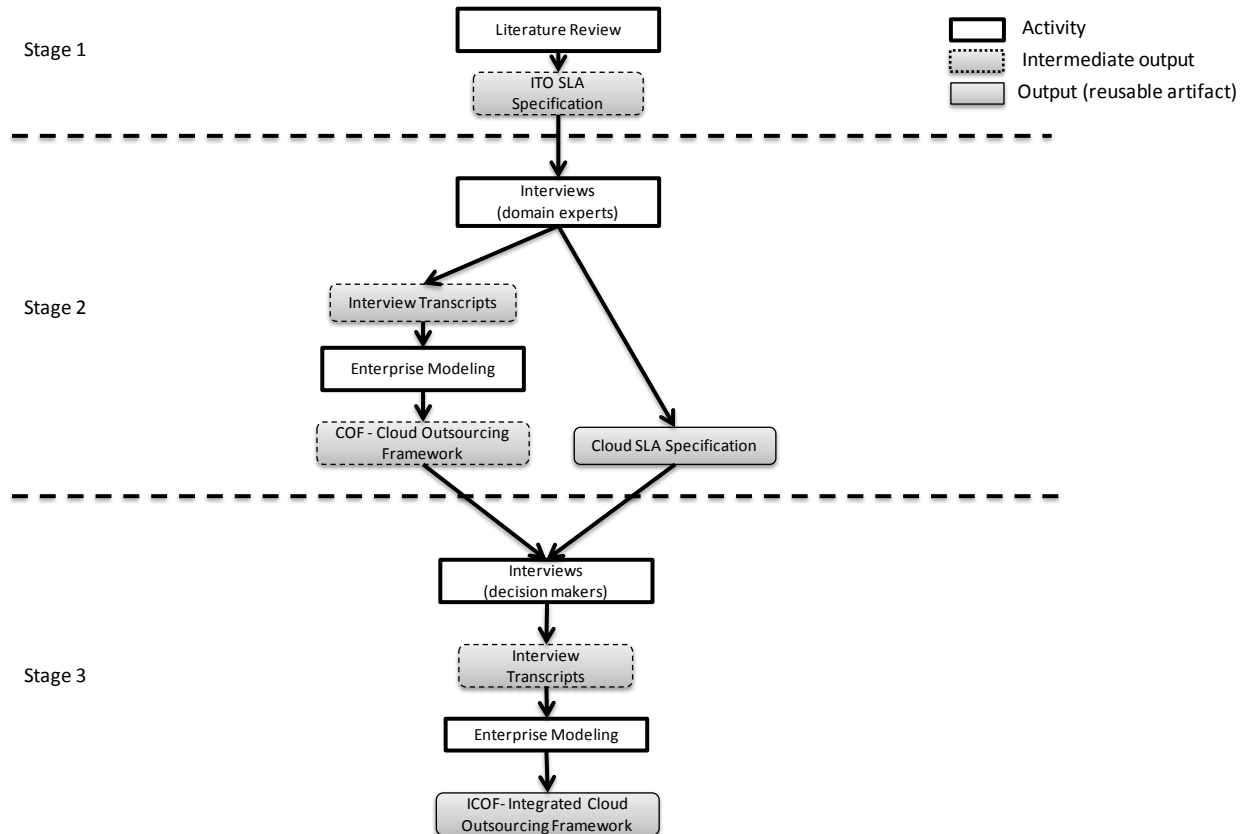 Stage 1
Literature Review
ITO SLA
Specification
Activity
Intermediate output
Output (reusable artifact)
Stage 2
Interviews
(domain experts)
Interview Transcripts
Enterprise Modeling
COF - Cloud Outsourcing
Framework
Cloud SLA Specification
Stage 3
Interviews
(decision makers)
Interview
Transcripts
Enterprise Modeling
ICOF- Integrated Cloud
Outsourcing Framework